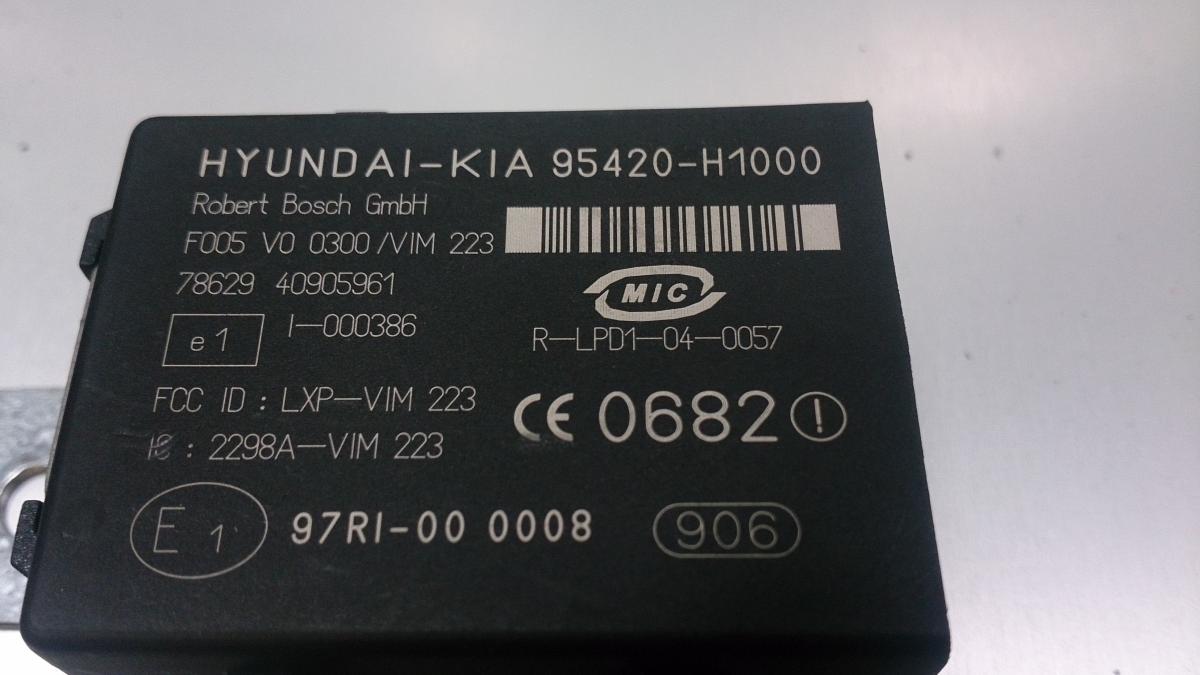 HYUNDAI-KIA 95420-H1000
Robert Bosch GmbH
F005 V0 0300/VIM 223
78629 40905961
MIC
e1 I-000386
R-LPD1-04-0057
FCC ID : LXP-VIM 223
CE 0682 !
: 2298A-VIM 223
E 1 97RI-00 0008
906